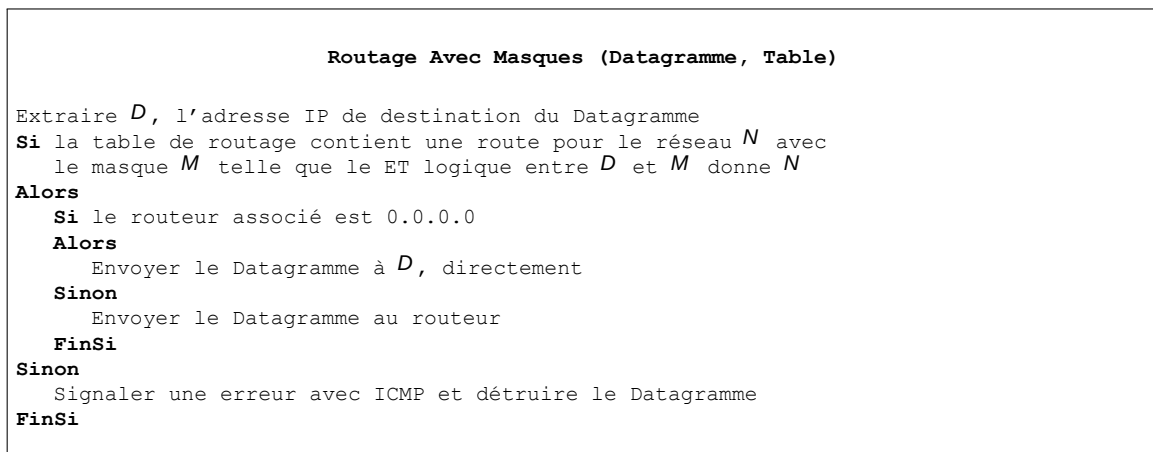 Routage Avec Masques (Datagramme, Table)
Extraire D, l'adresse IP de destination du Datagramme
Si la table de routage contient une route pour le réseau N avec
le masque M telle que le ET logique entre D et M donne N
Alors
Si le routeur associé est 0.0.0.0
Alors
Envoyer le Datagramme à D, directement
Sinon
Envoyer le Datagramme au routeur
FinSi
Sinon
Signaler une erreur avec ICMP et détruire le Datagramme
FinSi